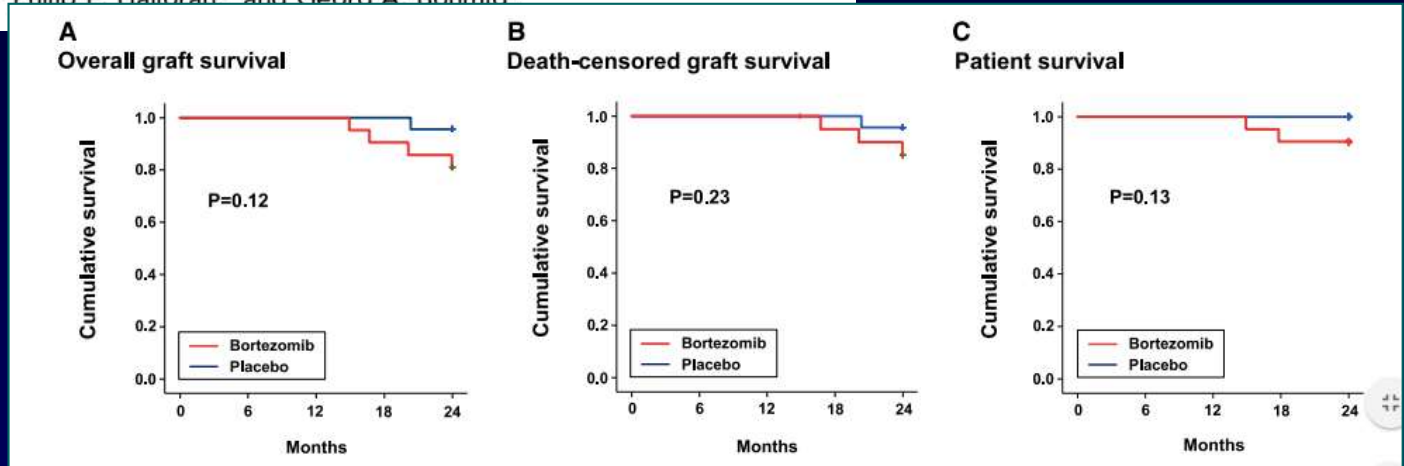 A
Overall graft survival
Cumulative survival
1.0
0.8
0.6
0.4
0.2
0.0
P=0.12
Bortezomib
Placebo
0 6 12 18 24
Months
B
Death-censored graft survival
Cumulative survival
1.0
0.8
0.6
0.4
0.2
0.0
P=0.23
Bortezomib
Placebo
0 6 12 18 24
Months
C
Patient survival
Cumulative survival
1.0
0.8
0.6
0.4
0.2
0.0
P=0.13
Bortezomib
Placebo
0 6 12 18 24
Months